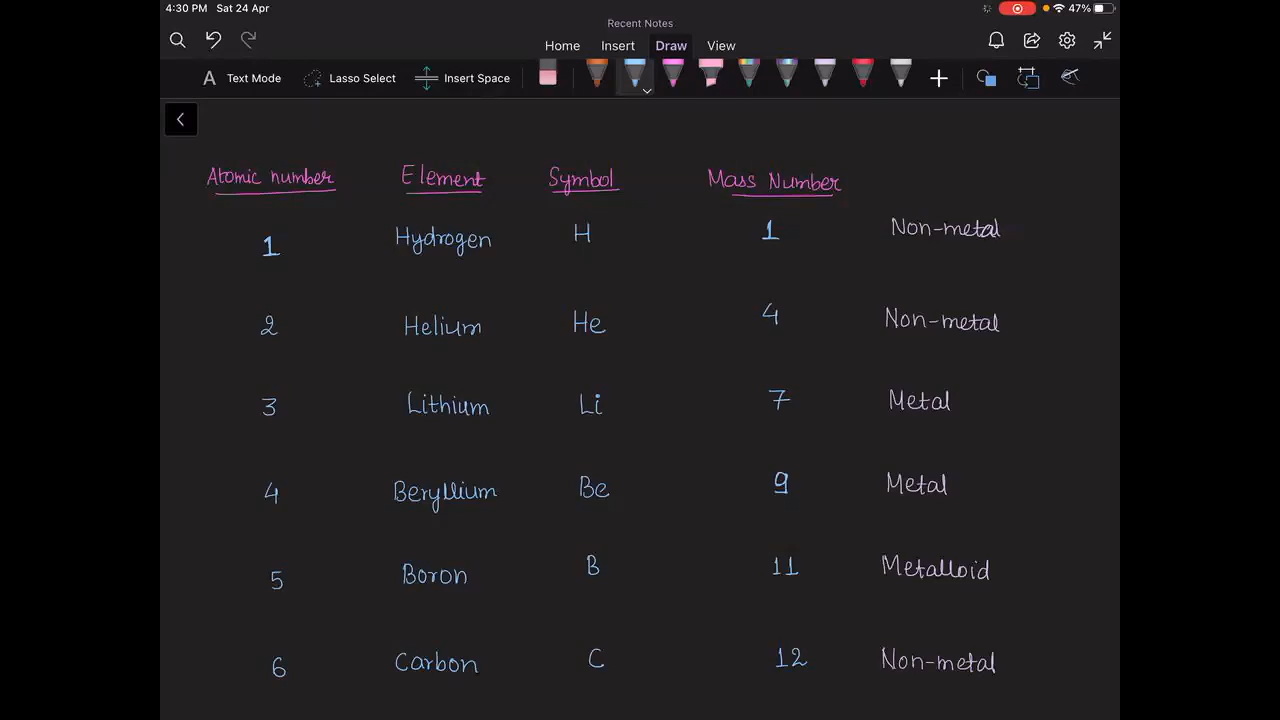 4:30 PM Sat 24 Apr 47%
Recent Notes
Home Insert Draw View
Text Mode Lasso Select Insert Space
Atomic number Element Symbol Mass Number
1 Hydrogen H 1 Non-metal
2 Helium He 4 Non-metal
3 Lithium Li 7 Metal
4 Beryllium Be 9 Metal
5 Boron B 11 Metalloid
6 Carbon C 12 Non-metal